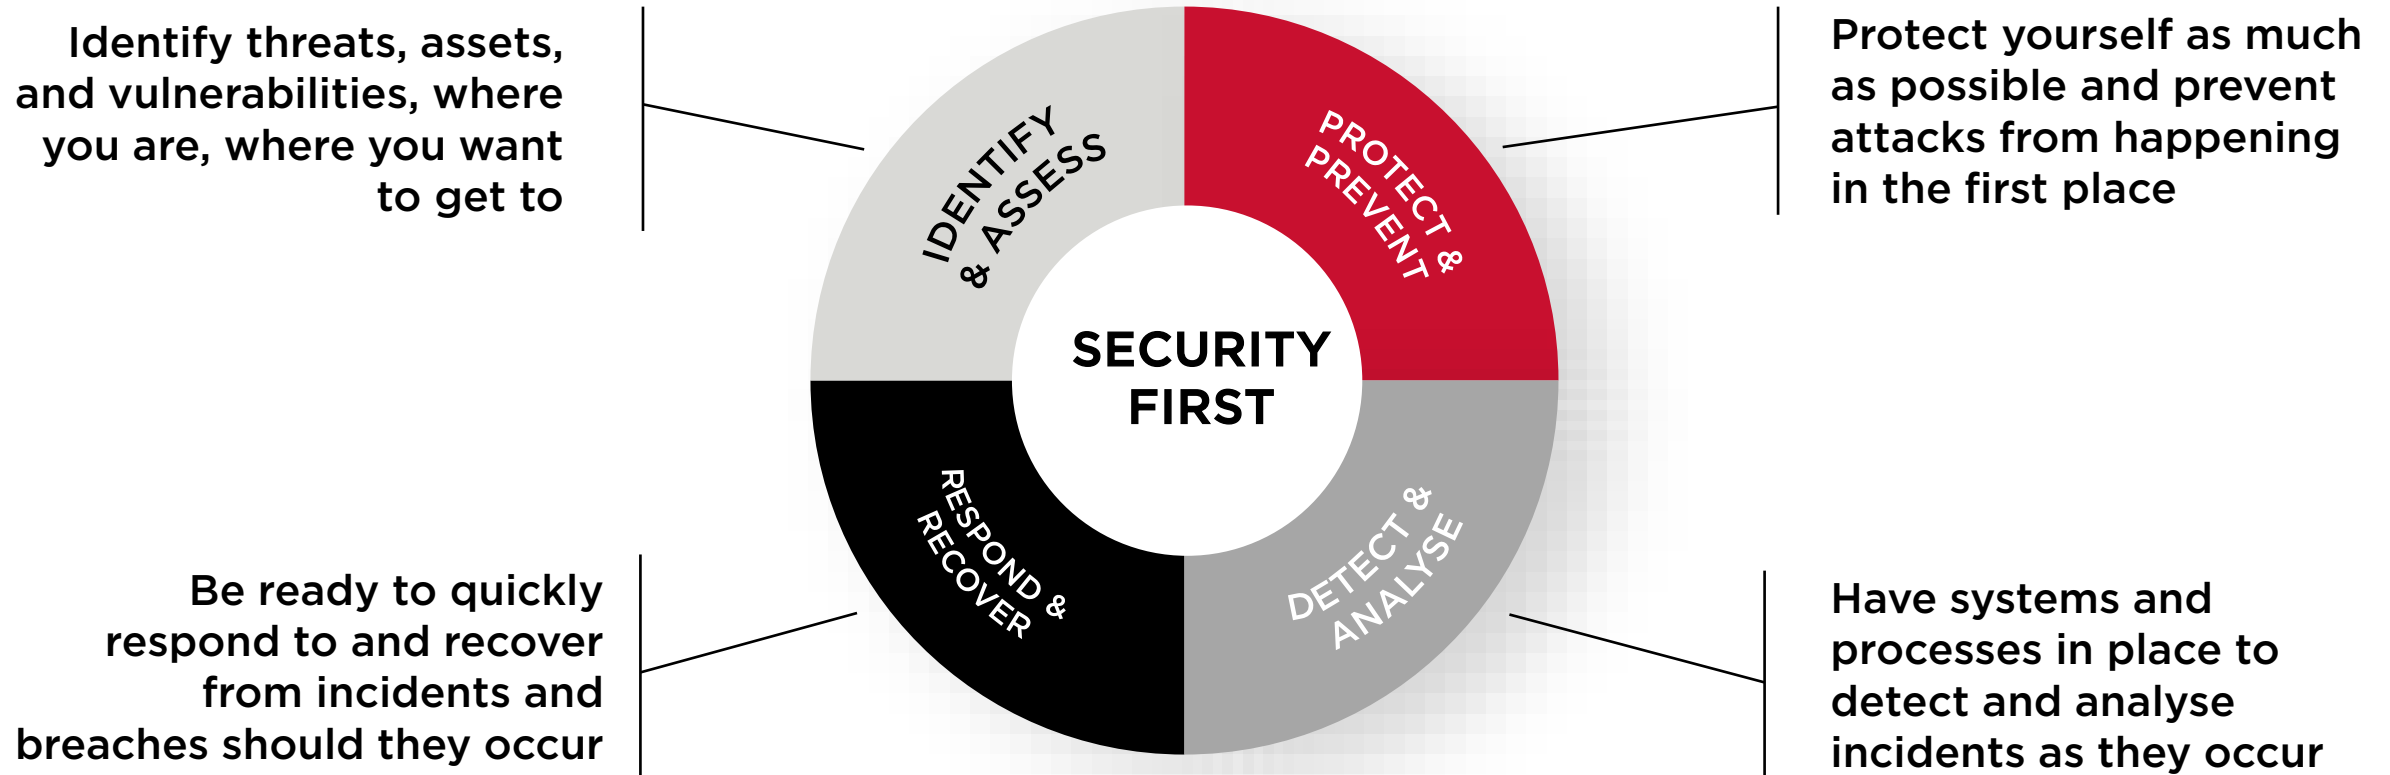 Identify threats, assets,
and vulnerabilities, where
you are, where you want
to get to
IDENTIFY
& ASSESS
PROTECT &
PREVENT
Protect yourself as much
as possible and prevent
attacks from happening
in the first place
SECURITY
FIRST
Be ready to quickly
respond to and recover
from incidents and
breaches should they occur
RESPOND &
RECOVER
DETECT &
ANALYSE
Have systems and
processes in place to
detect and analyse
incidents as they occur